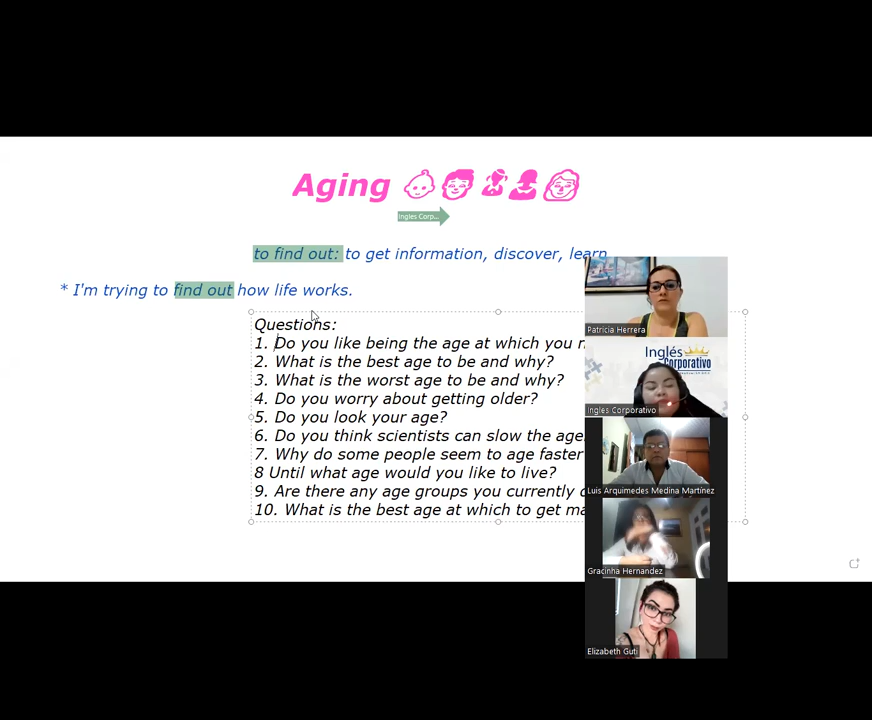 Aging
Ingles Corp...
to find out: to get information, discover, learn
* I'm trying to find out how life works.
Questions:
1. Do you like being the age at which you
2. What is the best age to be and why?
3. What is the worst age to be and why?
4. Do you worry about getting older?
5. Do you look your age?
6. Do you think scientists can slow the age
7. Why do some people seem to age faster
8 Until what age would you like to live?
9. Are there any age groups you currently
10. What is the best age at which to get
Patricia Herrera
Inglés
Corporativo
Ingles Corporativo
Luis Arquimedes Medina Martínez
Gracinha Hernandez
Elizabeth Guti